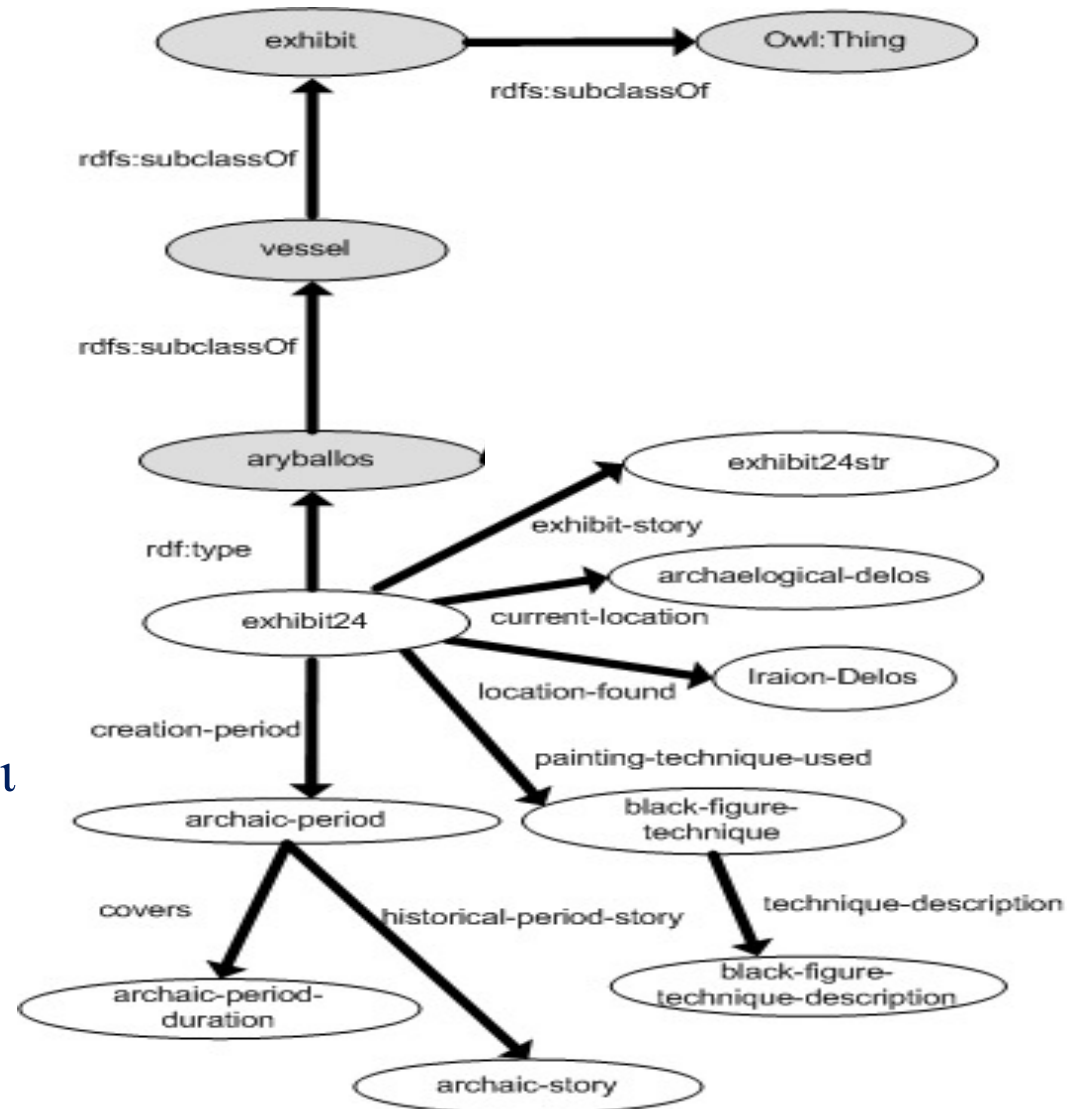 exhibit
Owl:Thing
rdfs:subclassOf
rdfs:subclassOf
vessel
rdfs:subclassOf
aryballos
exhibit24str
exhibit-story
rdf:type
archaelogical-delos
exhibit24
current-location
Iraion-Delos
location-found
creation-period
painting-technique-used
ι
archaic-period
black-figure-
technique
covers
historical-period-story
technique-description
archaic-period-
duration
black-figure-
technique-description
archaic-story